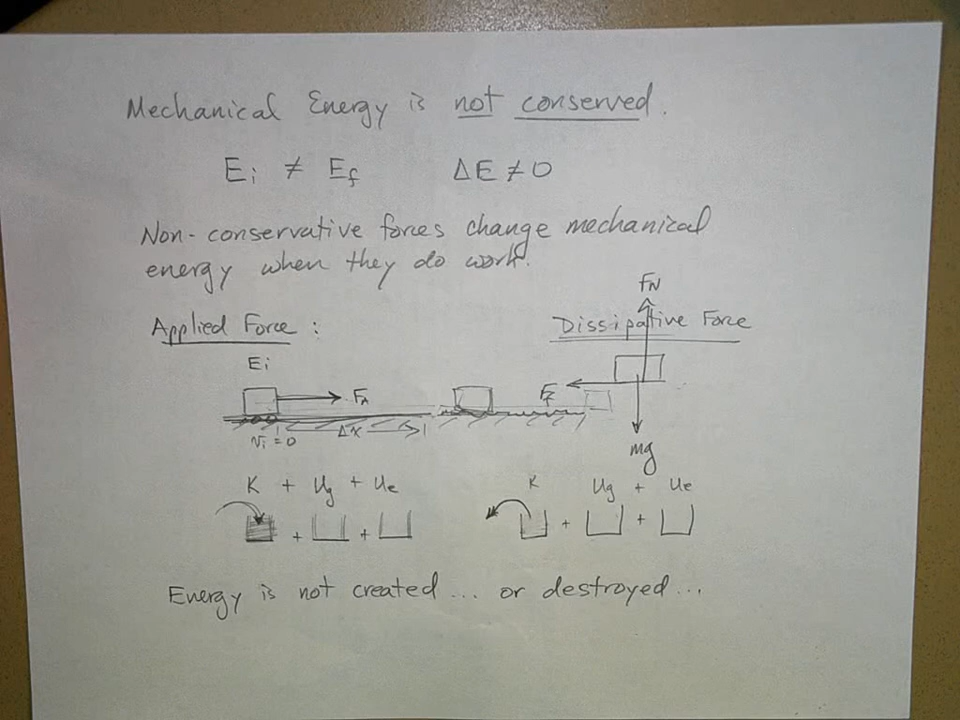 Mechanical Energy is not conserved.
Ei ≠ Ef ΔE ≠ 0
Non-conservative forces change mechanical
energy when they do work.
FN
Applied Force : Dissipative Force
Ei
FA
vi = 0 Δx
mg
K + Ug + Ue K Ug + Ue
+ + + +
Energy is not created... or destroyed...